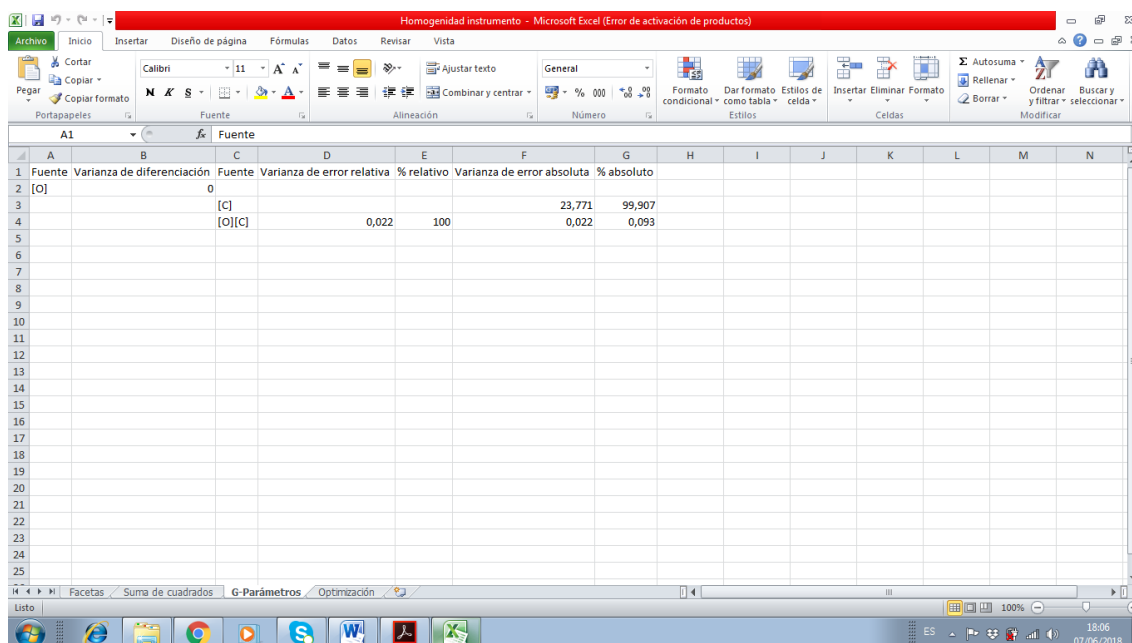 Homogenidad instrumento - Microsoft Excel (Error de activación de productos)
Archivo Inicio Insertar Diseño de página Fórmulas Datos Revisar Vista
Pegar
Cortar
Copiar
Copiar formato
Portapapeles
Calibri 11
N K S
Fuente
Ajustar texto
Combinar y centrar
Alineación
General
% 000
Número
Formato condicional
Dar formato como tabla
Estilos de celda
Estilos
Insertar Eliminar Formato
Celdas
Autosuma
Rellenar
Borrar
Ordenar y filtrar
Buscar y seleccionar
Modificar
A1 fx Fuente
A B C D E F G H I J K L M N
1 Fuente Varianza de diferenciación Fuente Varianza de error relativa % relativo Varianza de error absoluta % absoluto
2 [O] 0
3 [C] 23,771 99,907
4 [O][C] 0,022 100 0,022 0,093
5
6
7
8
9
10
11
12
13
14
15
16
17
18
19
20
21
22
23
24
25
Facetas Suma de cuadrados G-Parámetros Optimización
Listo 100%
ES 18:06
07/06/2018